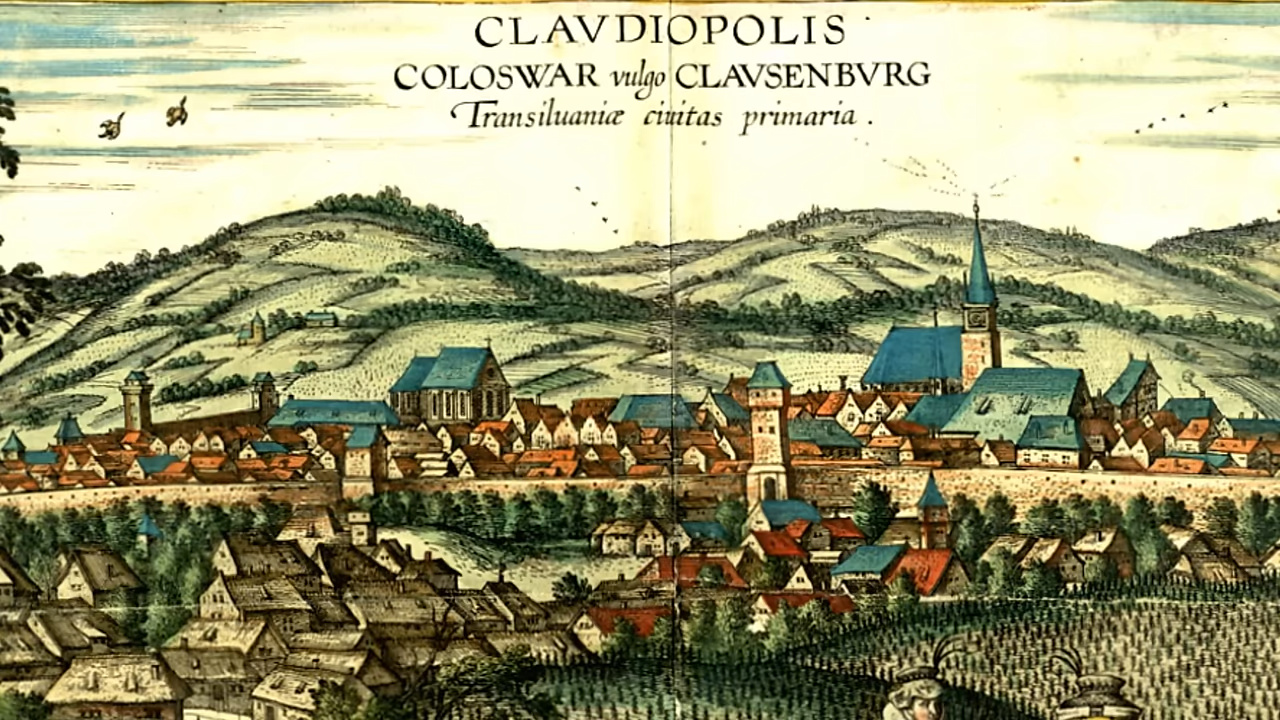 CLAVDIOPOLIS
COLOSWAR vulgo CLAVSENBVRG
Transiluaniæ ciuitas primaria .